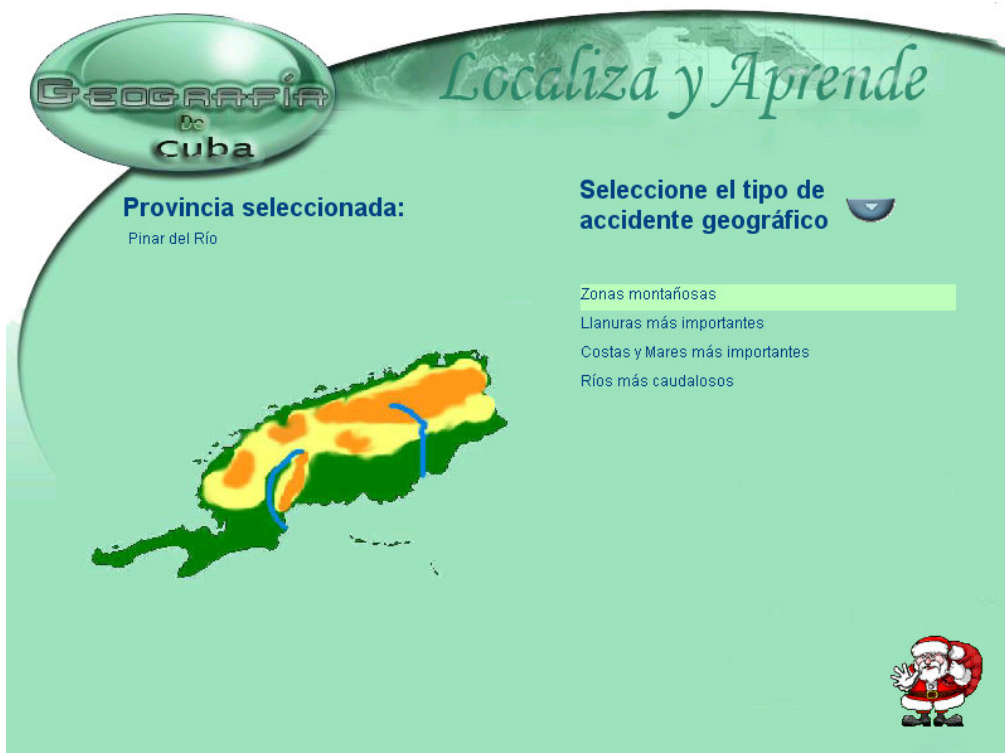 Geografía
De
Cuba
Localiza y Aprende
Provincia seleccionada:
Pinar del Río
Seleccione el tipo de
accidente geográfico
Zonas montañosas
Llanuras más importantes
Costas y Mares más importantes
Ríos más caudalosos